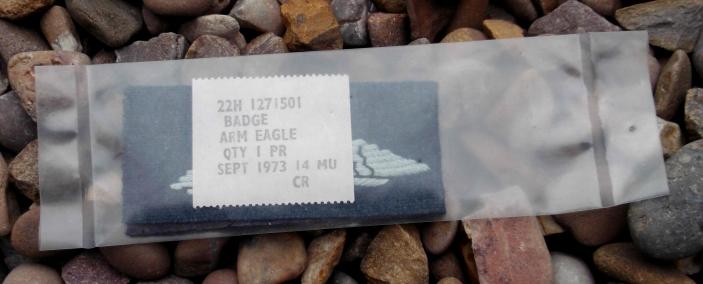 22H 1271501
BADGE
ARM EAGLE
QTY 1 PR
SEPT 1973 14 MU
CR